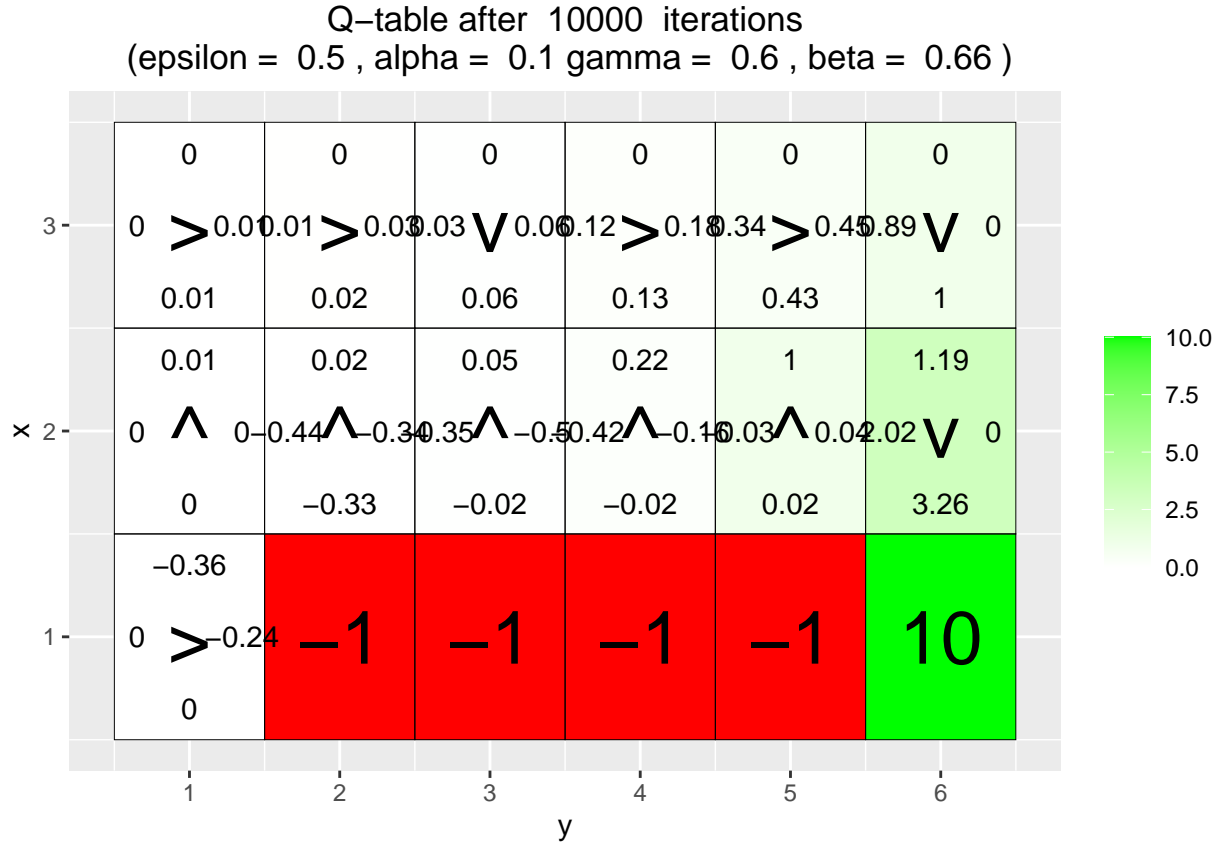 Q−table after 10000 iterations
(epsilon = 0.5 , alpha = 0.1 gamma = 0.6 , beta = 0.66 )
0 0 0 0 0 0
3 0 > 0.01 0.01 > 0.03 0.03 v 0.06 0.12 > 0.18 0.34 > 0.45 0.89 v 0
0.01 0.02 0.06 0.13 0.43 1
0.01 0.02 0.05 0.22 1 1.19
x 2 0 ^ 0 −0.44 ^ −0.34 −0.35 ^ −0.5 −0.42 ^ −0.16 −0.03 ^ 0.04 2.02 v 0
0 −0.33 −0.02 −0.02 0.02 3.26
−0.36
1 0 > −0.24 −1 −1 −1 −1 10
0
1 2 3 4 5 6
y
10.0
7.5
5.0
2.5
0.0